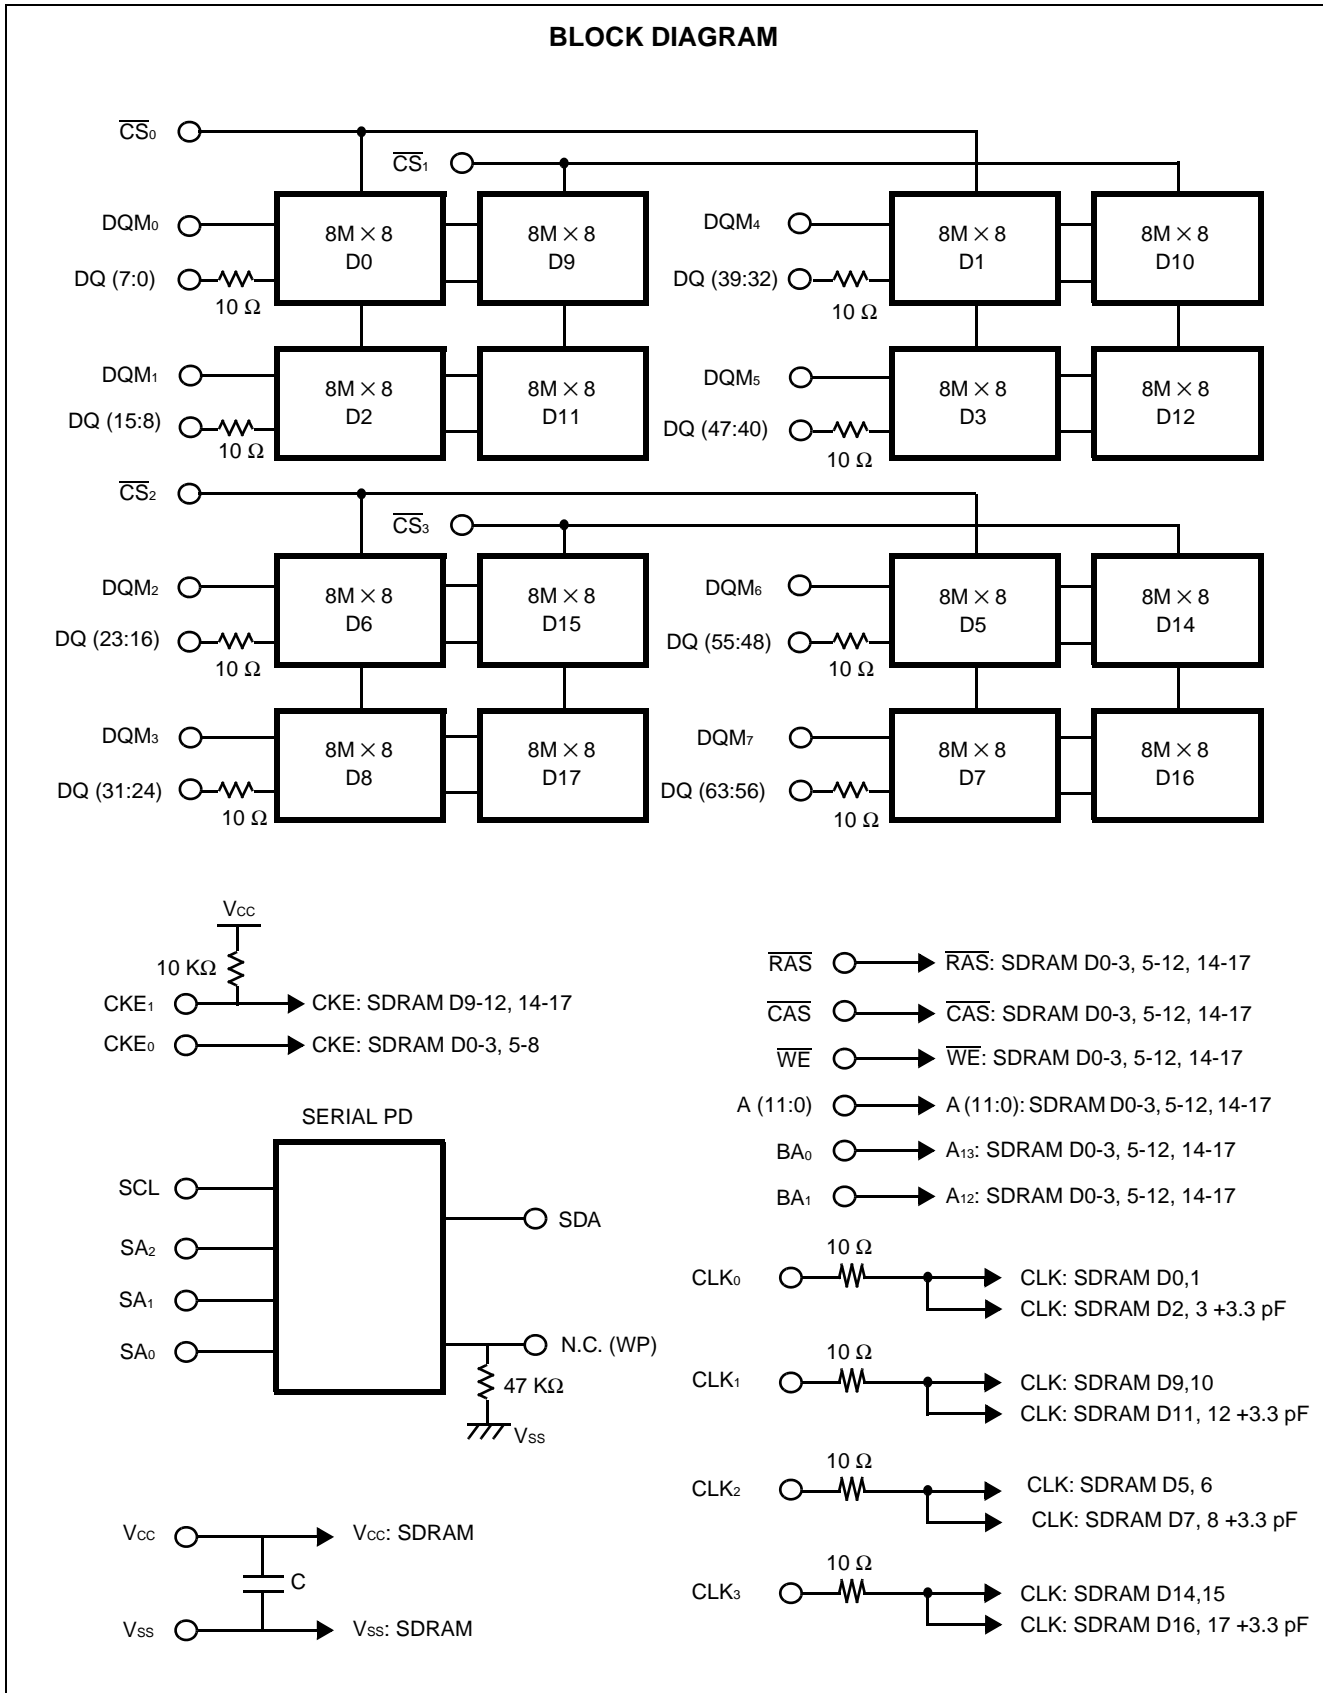 BLOCK DIAGRAM
CS0
CS1
DQM0
8M × 8
D0
8M × 8
D9
DQM4
8M × 8
D1
8M × 8
D10
DQ (7:0)
10 Ω
DQ (39:32)
10 Ω
DQM1
8M × 8
D2
8M × 8
D11
DQM5
8M × 8
D3
8M × 8
D12
DQ (15:8)
10 Ω
DQ (47:40)
10 Ω
CS2
CS3
DQM2
8M × 8
D6
8M × 8
D15
DQM6
8M × 8
D5
8M × 8
D14
DQ (23:16)
10 Ω
DQ (55:48)
10 Ω
DQM3
8M × 8
D8
8M × 8
D17
DQM7
8M × 8
D7
8M × 8
D16
DQ (31:24)
10 Ω
DQ (63:56)
10 Ω
VCC
10 KΩ
CKE1 CKE: SDRAM D9-12, 14-17
CKE0 CKE: SDRAM D0-3, 5-8
RAS RAS: SDRAM D0-3, 5-12, 14-17
CAS CAS: SDRAM D0-3, 5-12, 14-17
WE WE: SDRAM D0-3, 5-12, 14-17
A (11:0) A (11:0): SDRAM D0-3, 5-12, 14-17
BA0 A13: SDRAM D0-3, 5-12, 14-17
BA1 A12: SDRAM D0-3, 5-12, 14-17
SERIAL PD
SCL
SA2
SA1
SA0
SDA
N.C. (WP)
47 KΩ
VSS
10 Ω
CLK0 CLK: SDRAM D0,1
CLK: SDRAM D2, 3 +3.3 pF
10 Ω
CLK1 CLK: SDRAM D9,10
CLK: SDRAM D11, 12 +3.3 pF
10 Ω
CLK2 CLK: SDRAM D5, 6
CLK: SDRAM D7, 8 +3.3 pF
10 Ω
CLK3 CLK: SDRAM D14,15
CLK: SDRAM D16, 17 +3.3 pF
VCC VCC: SDRAM
C
VSS VSS: SDRAM